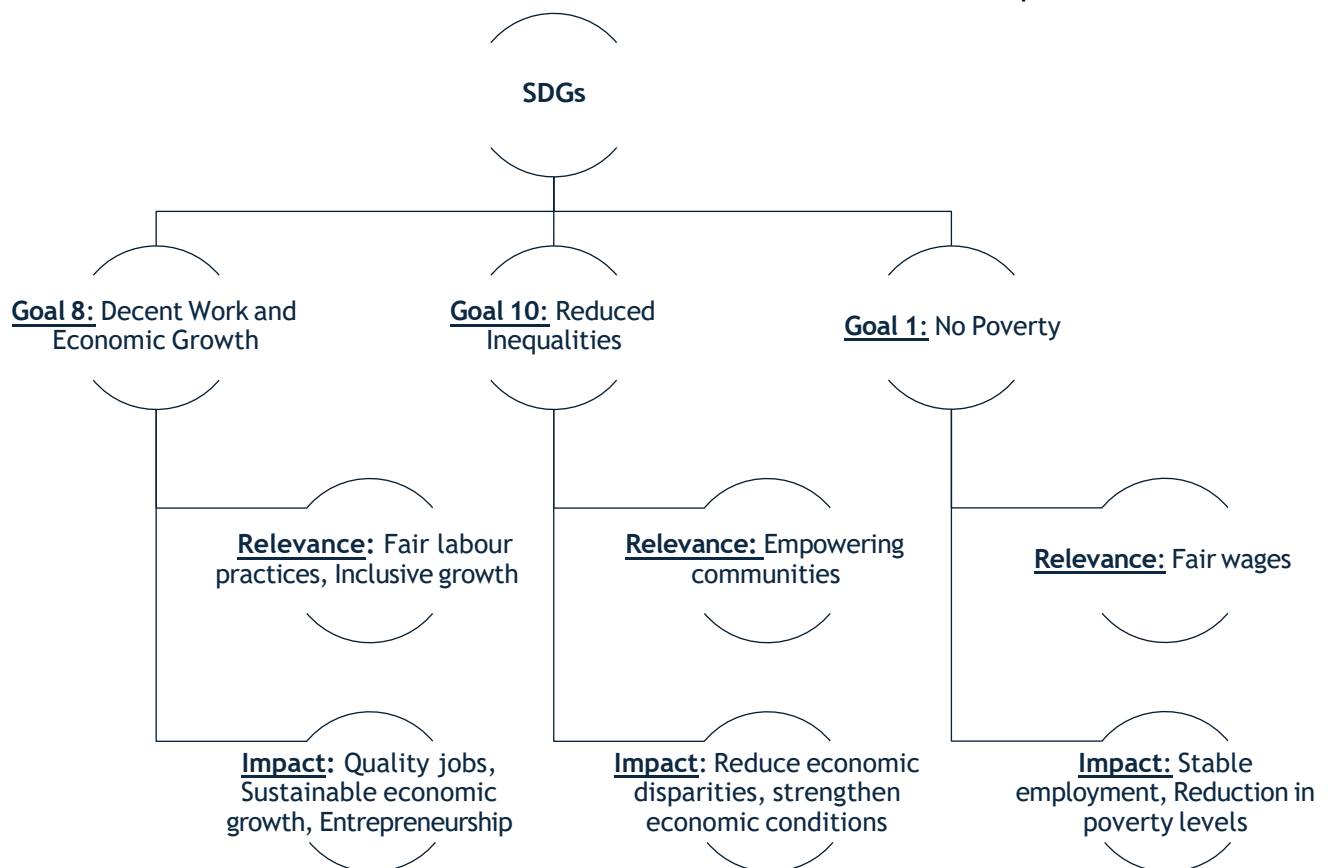 SDGs
Goal 8: Decent Work and
Economic Growth
Goal 10: Reduced
Inequalities
Goal 1: No Poverty
Relevance: Fair labour
practices, Inclusive growth
Relevance: Empowering
communities
Relevance: Fair wages
Impact: Quality jobs,
Sustainable economic
growth, Entrepreneurship
Impact: Reduce economic
disparities, strengthen
economic conditions
Impact: Stable
employment, Reduction in
poverty levels